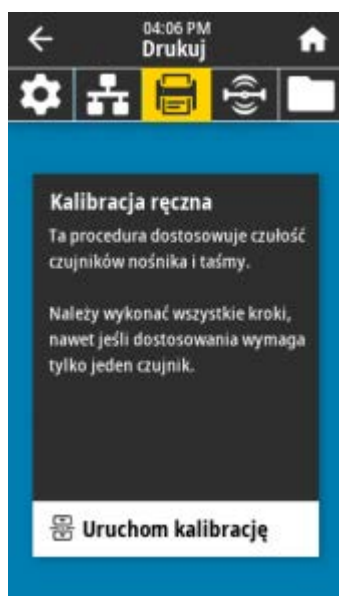 04:06 PM
Drukuj
Kalibracja ręczna
Ta procedura dostosowuje czułość
czujników nośnika i taśmy.
Należy wykonać wszystkie kroki,
nawet jeśli dostosowania wymaga
tylko jeden czujnik.
Uruchom kalibrację